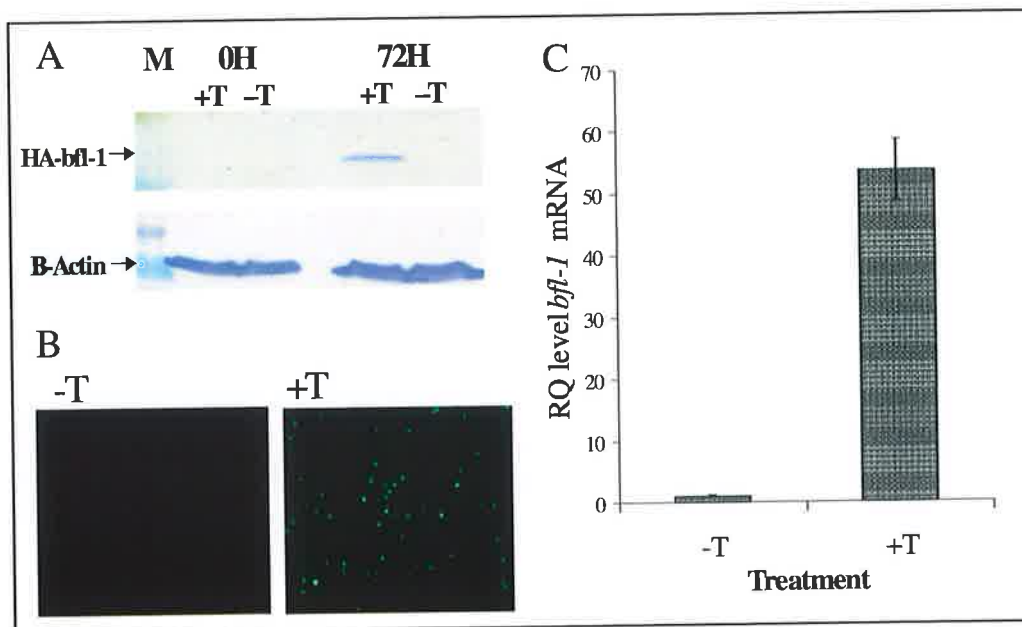 A
M 0H 72H
+T –T +T –T
HA-bfl-1
B-Actin
B
-T +T
C
RQ level bfl-1 mRNA
70
60
50
40
30
20
10
0
-T +T
Treatment